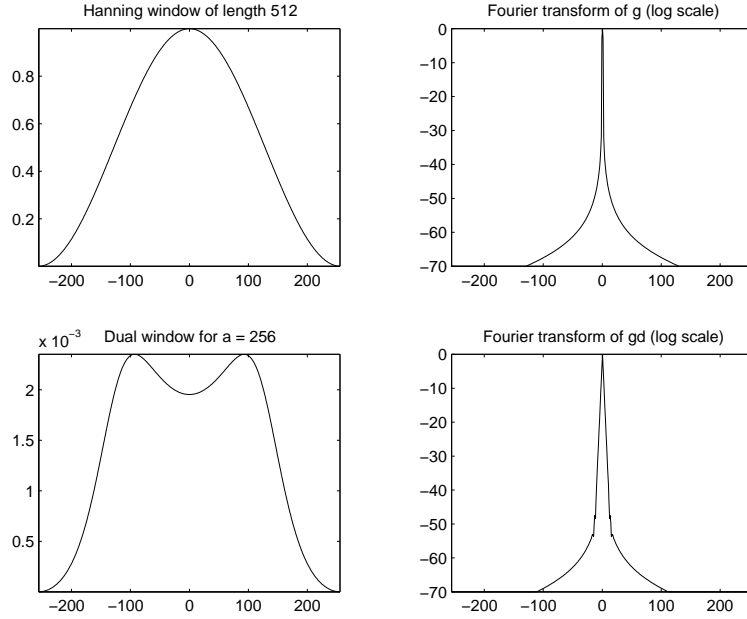 Hanning window of length 512
0.8
0.6
0.4
0.2
−200 −100 0 100 200
Fourier transform of g (log scale)
0
−10
−20
−30
−40
−50
−60
−70
−200 −100 0 100 200
x 10⁻³
Dual window for a = 256
2
1.5
1
0.5
−200 −100 0 100 200
Fourier transform of gd (log scale)
0
−10
−20
−30
−40
−50
−60
−70
−200 −100 0 100 200